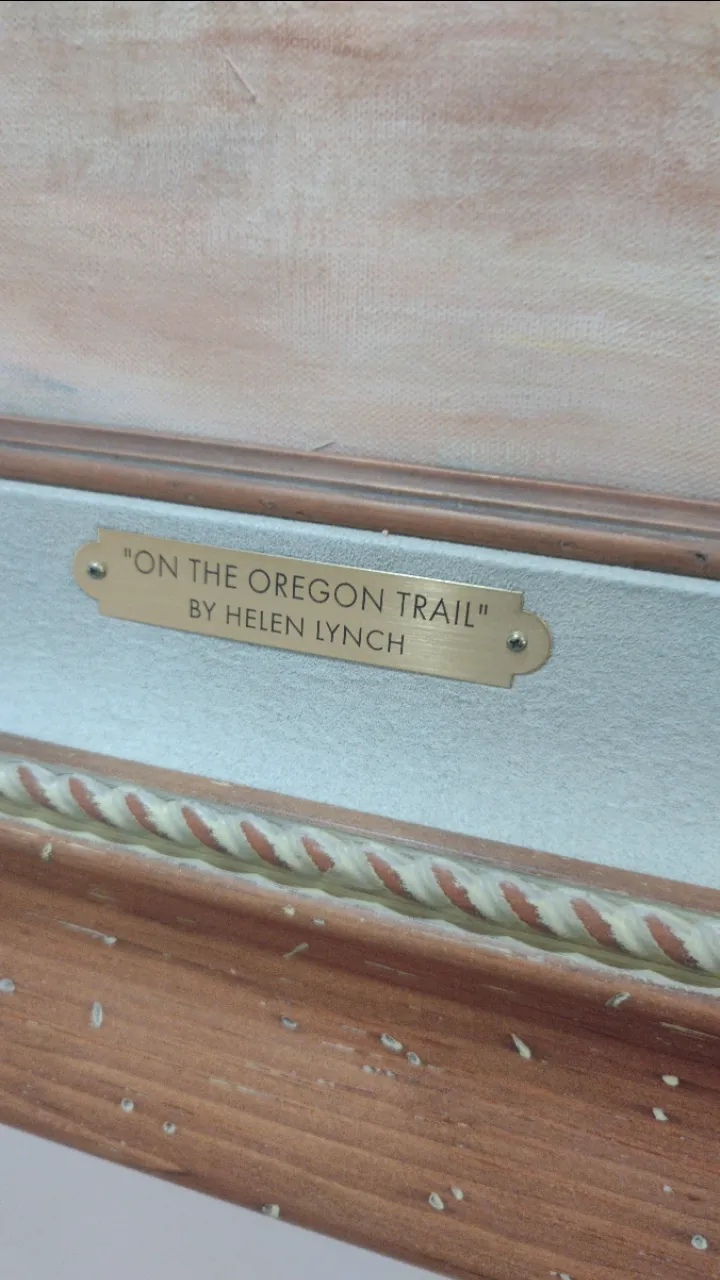 "ON THE OREGON TRAIL"
BY HELEN LYNCH